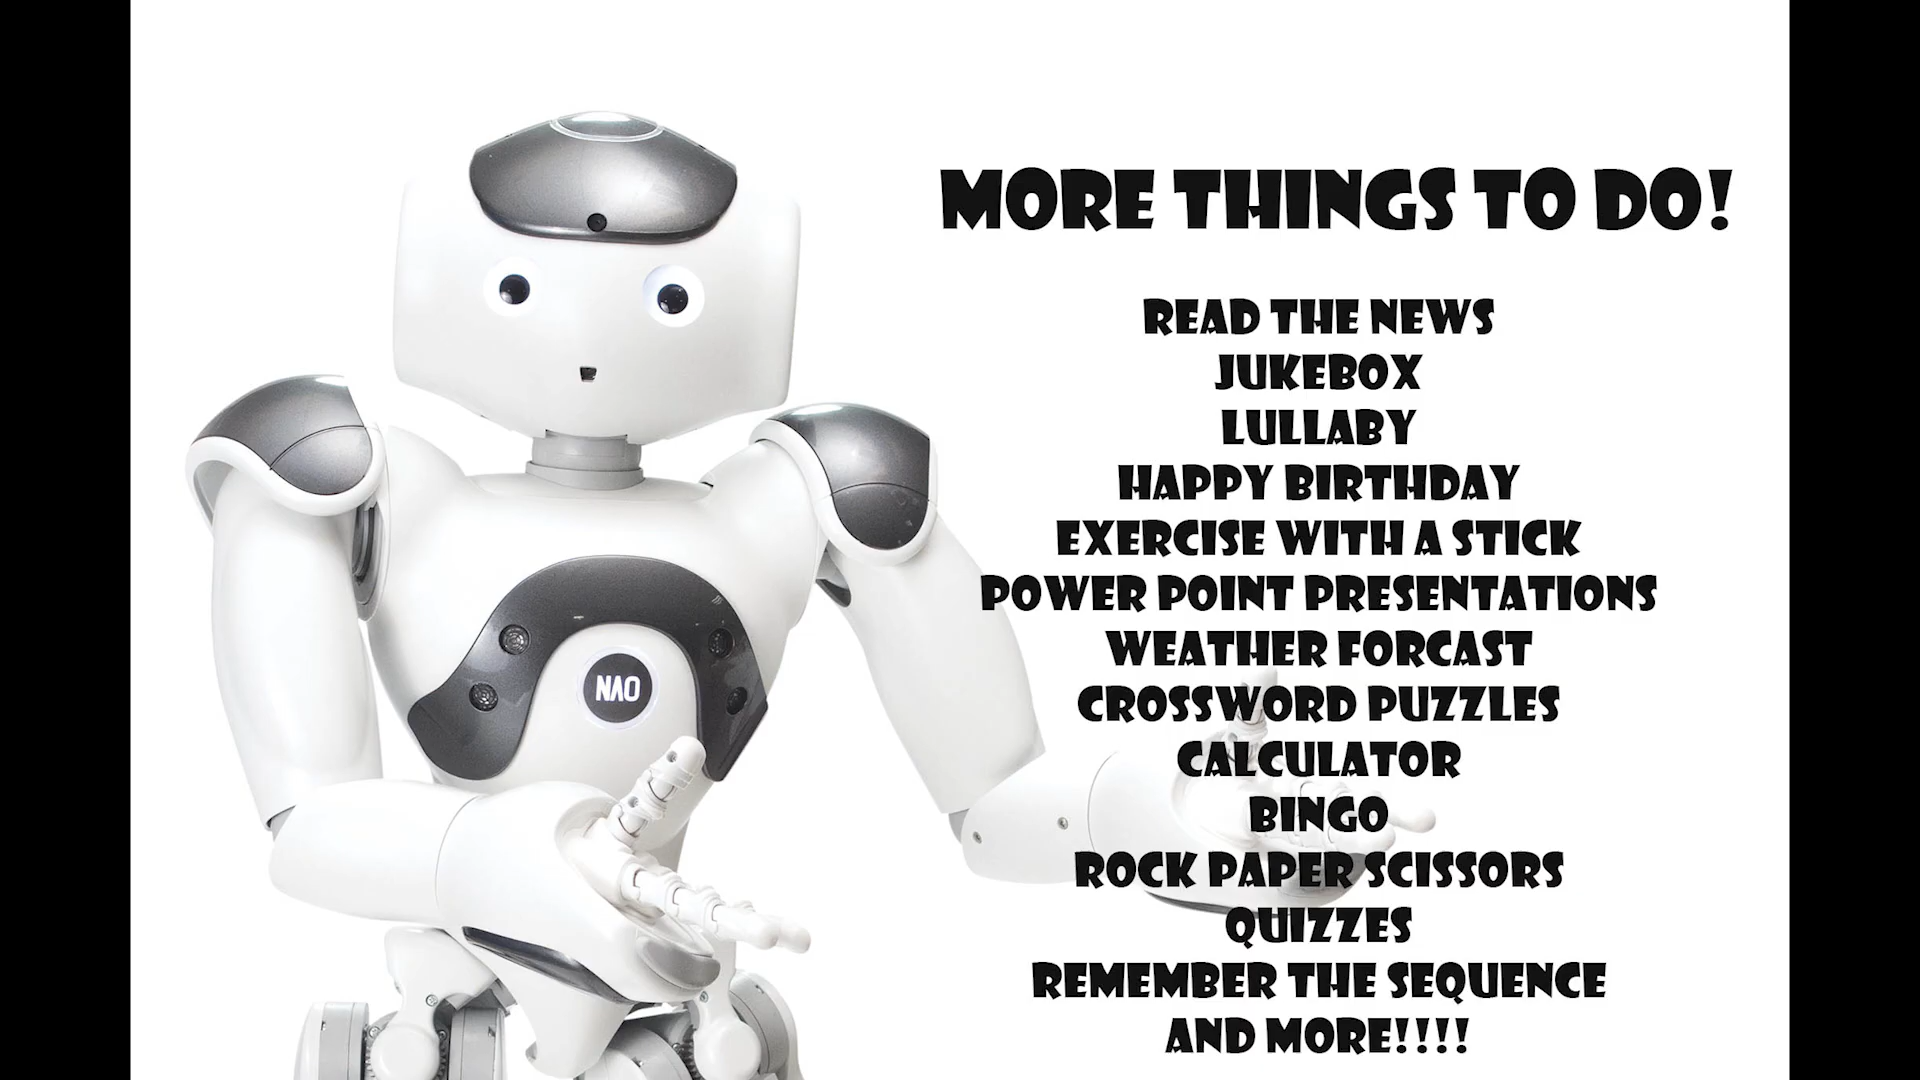 NAO
MORE THINGS TO DO!
READ THE NEWS
JUKEBOX
LULLABY
HAPPY BIRTHDAY
EXERCISE WITH A STICK
POWER POINT PRESENTATIONS
WEATHER FORCAST
CROSSWORD PUZZLES
CALCULATOR
BINGO
ROCK PAPER SCISSORS
QUIZZES
REMEMBER THE SEQUENCE
AND MORE!!!!